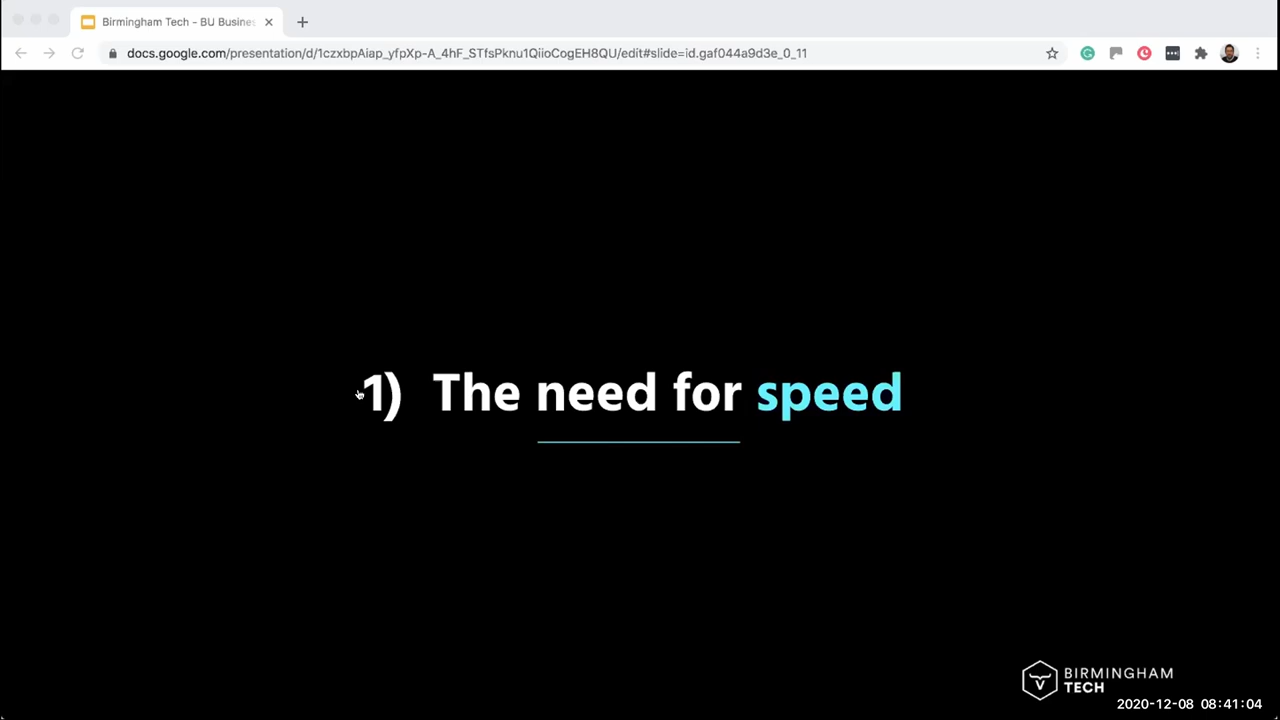 Birmingham Tech - BU Busines
docs.google.com/presentation/d/1czxbpAiap_yfpXp-A_4hF_STfsPknu1QiioCogEH8QU/edit#slide=id.gaf044a9d3e_0_11
1) The need for speed
BIRMINGHAM
TECH
2020-12-08 08:41:04